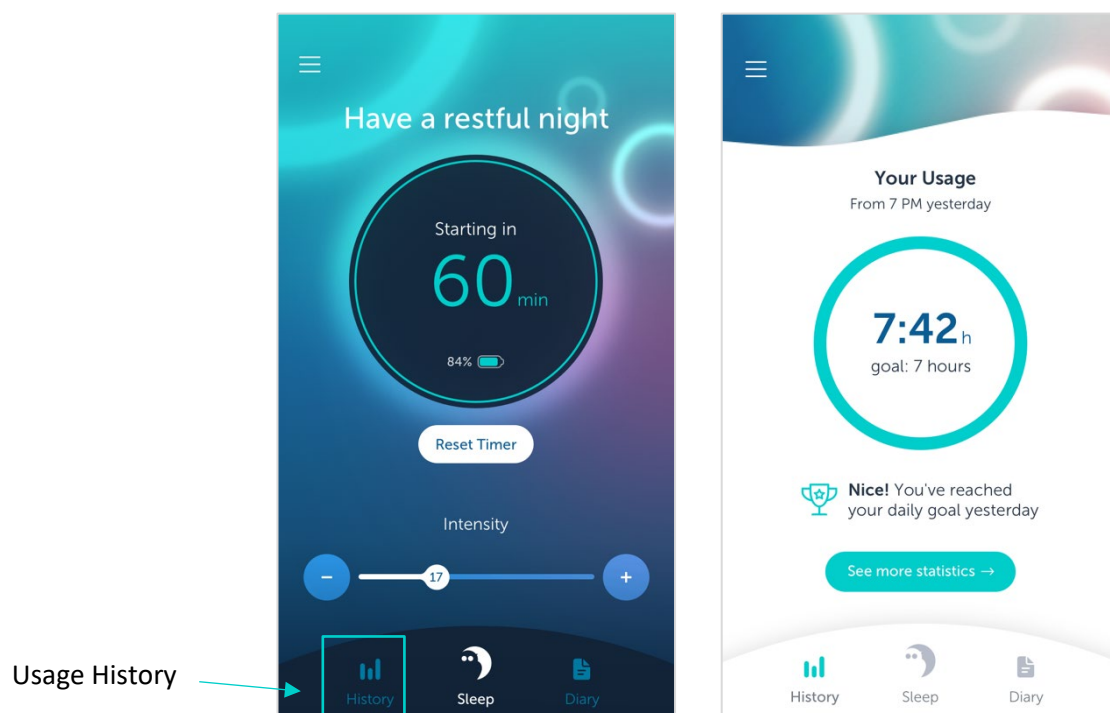 Have a restful night
Starting in
60 min
84%
Reset Timer
Intensity
−
17
+
Usage History
History
Sleep
Diary
Your Usage
From 7 PM yesterday
7:42 h
goal: 7 hours
Nice! You've reached
your daily goal yesterday
See more statistics →
History
Sleep
Diary